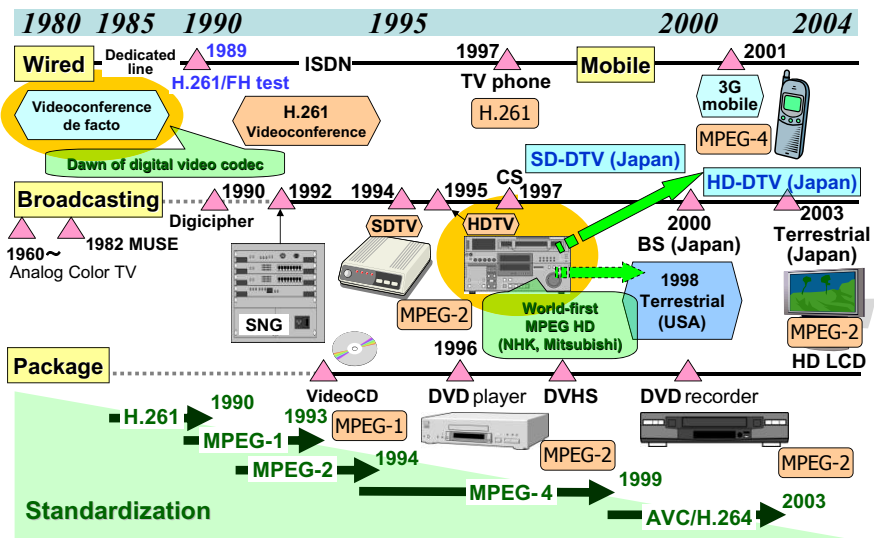 1980 1985 1990 1995 2000 2004
Wired
Dedicated
line
1989
H.261/FH test
ISDN
1997
TV phone
H.261
Mobile
2001
3G
mobile
MPEG-4
Videoconference
de facto
H.261
Videoconference
Dawn of digital video codec
SD-DTV (Japan)
HD-DTV (Japan)
Broadcasting
1990
Digicipher
1992
1994
SDTV
1995
HDTV
CS
1997
2000
BS (Japan)
2003
Terrestrial
(Japan)
1960～
Analog Color TV
1982 MUSE
SNG
MPEG-2
World-first
MPEG HD
(NHK, Mitsubishi)
1998
Terrestrial
(USA)
MPEG-2
HD LCD
Package
VideoCD
MPEG-1
1996
DVD player
DVHS
MPEG-2
DVD recorder
MPEG-2
H.261
1990
MPEG-1
1993
MPEG-2
1994
MPEG-4
1999
AVC/H.264
2003
Standardization